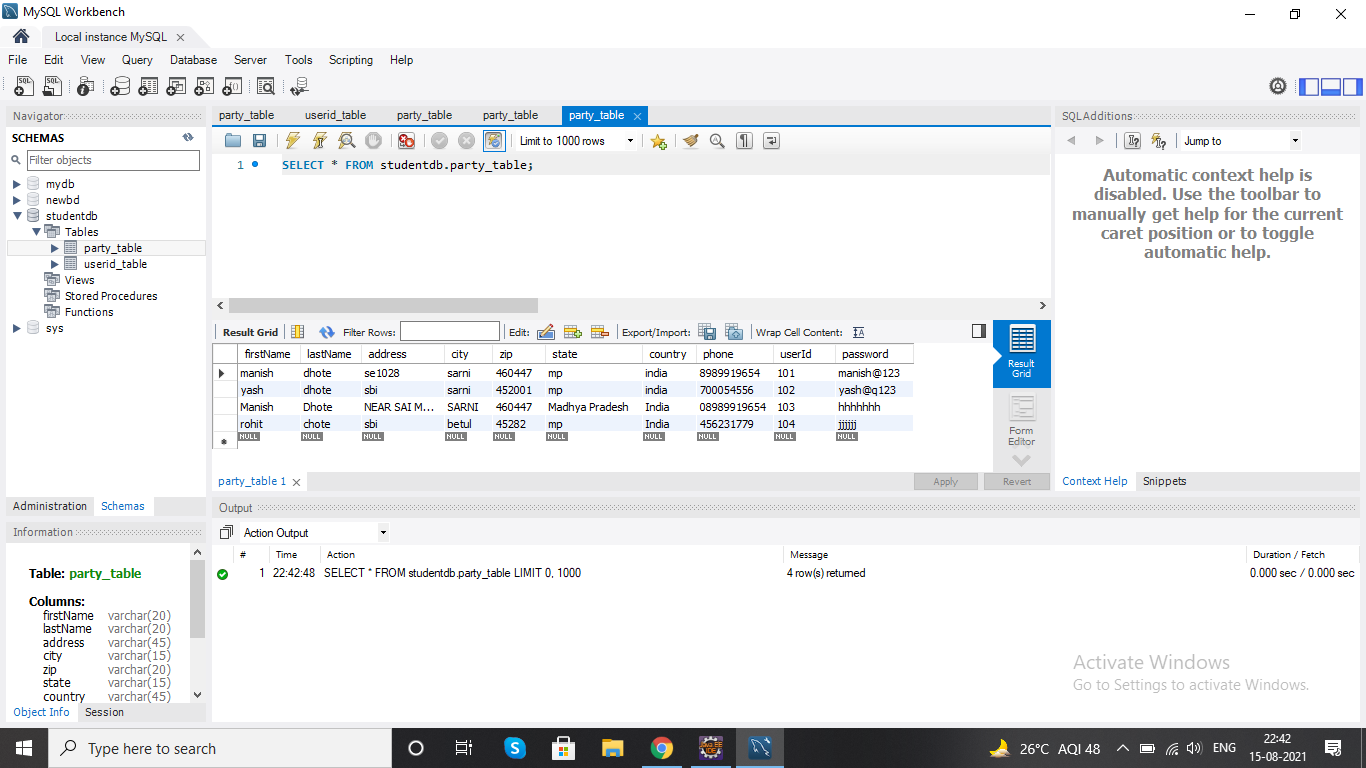 MySQL Workbench
Local instance MySQL
File Edit View Query Database Server Tools Scripting Help
Navigator
SCHEMAS
Filter objects
mydb
newbd
studentdb
Tables
party_table
userid_table
Views
Stored Procedures
Functions
sys
Administration Schemas
Information
Table: party_table
Columns:
firstName varchar(20)
lastName varchar(20)
address varchar(45)
city varchar(15)
zip varchar(20)
state varchar(15)
country varchar(45)
Object Info Session
party_table userid_table party_table party_table party_table
Limit to 1000 rows
1 SELECT * FROM studentdb.party_table;
Result Grid Filter Rows: Edit: Export/Import: Wrap Cell Content:
firstName lastName address city zip state country phone userId password
manish dhote se1028 sarni 460447 mp india 8989919654 101 manish@123
yash dhote sbi sarni 452001 mp india 700054556 102 yash@q123
Manish Dhote NEAR SAI M... SARNI 460447 Madhya Pradesh India 08989919654 103 hhhhhhh
rohit chote sbi betul 45282 mp India 456231779 104 jjjjjjj
NULL NULL NULL NULL NULL NULL NULL NULL NULL NULL
Result
Grid
Form
Editor
party_table 1 Apply Revert
SQLAdditions
Jump to
Automatic context help is
disabled. Use the toolbar to
manually get help for the current
caret position or to toggle
automatic help.
Context Help Snippets
Output
Action Output
# Time Action Message Duration / Fetch
1 22:42:48 SELECT * FROM studentdb.party_table LIMIT 0, 1000 4 row(s) returned 0.000 sec / 0.000 sec
Activate Windows
Go to Settings to activate Windows.
Type here to search
26°C AQI 48
ENG
22:42
15-08-2021